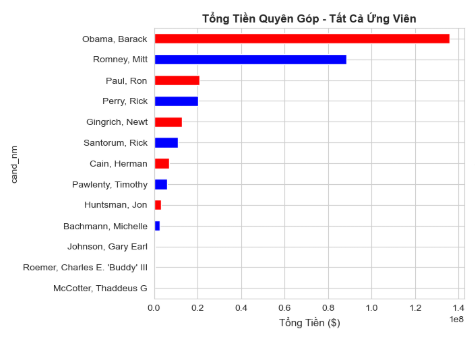 Tổng Tiền Quyên Góp - Tất Cả Ứng Viên
Obama, Barack
Romney, Mitt
Paul, Ron
Perry, Rick
Gingrich, Newt
Santorum, Rick
Cain, Herman
Pawlenty, Timothy
Huntsman, Jon
Bachmann, Michelle
Johnson, Gary Earl
Roemer, Charles E. 'Buddy' III
McCotter, Thaddeus G
cand_nm
0.0 0.2 0.4 0.6 0.8 1.0 1.2 1.4
1e8
Tổng Tiền ($)